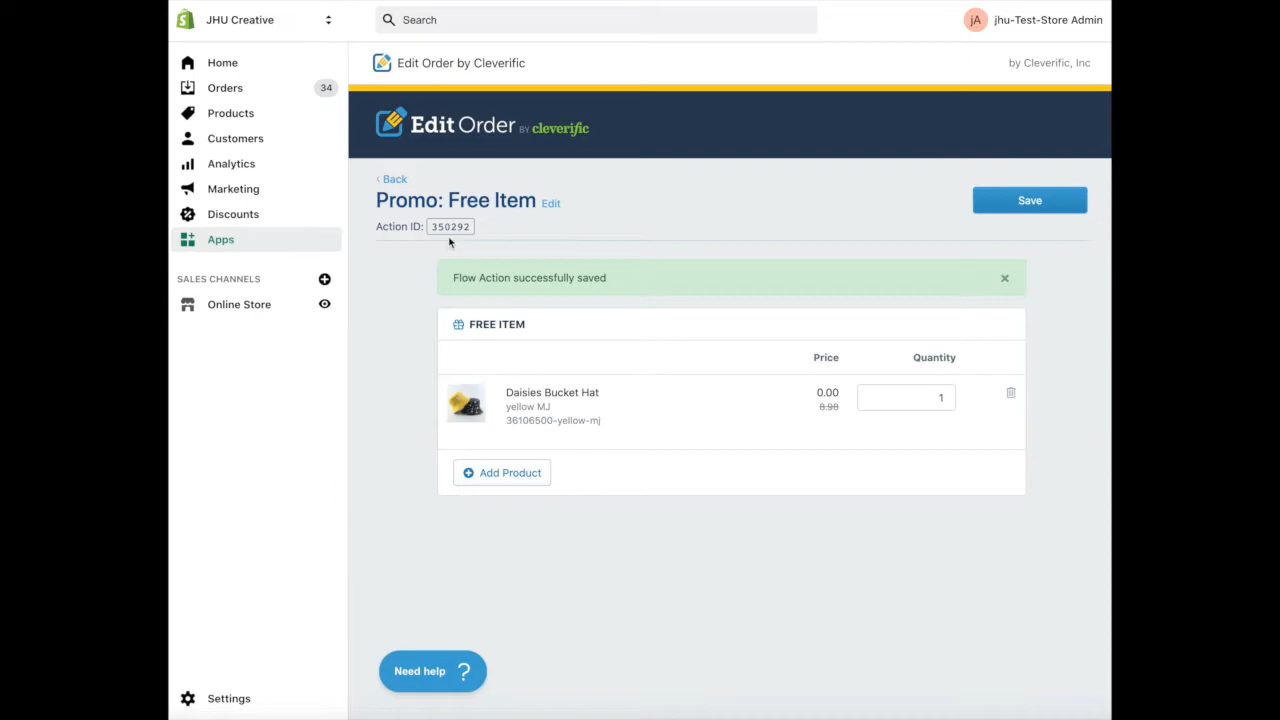 JHU Creative
Search
jA
jhu-Test-Store Admin
Home
Orders
34
Products
Customers
Analytics
Marketing
Discounts
Apps
SALES CHANNELS
Online Store
Settings
Edit Order by Cleverific
by Cleverific, Inc
Edit Order BY cleverific
‹ Back
Promo: Free Item Edit
Save
Action ID: 350292
Flow Action successfully saved
×
FREE ITEM
Price Quantity
Daisies Bucket Hat 0.00 1
yellow MJ 8.98
36106500-yellow-mj
Add Product
Need help ?